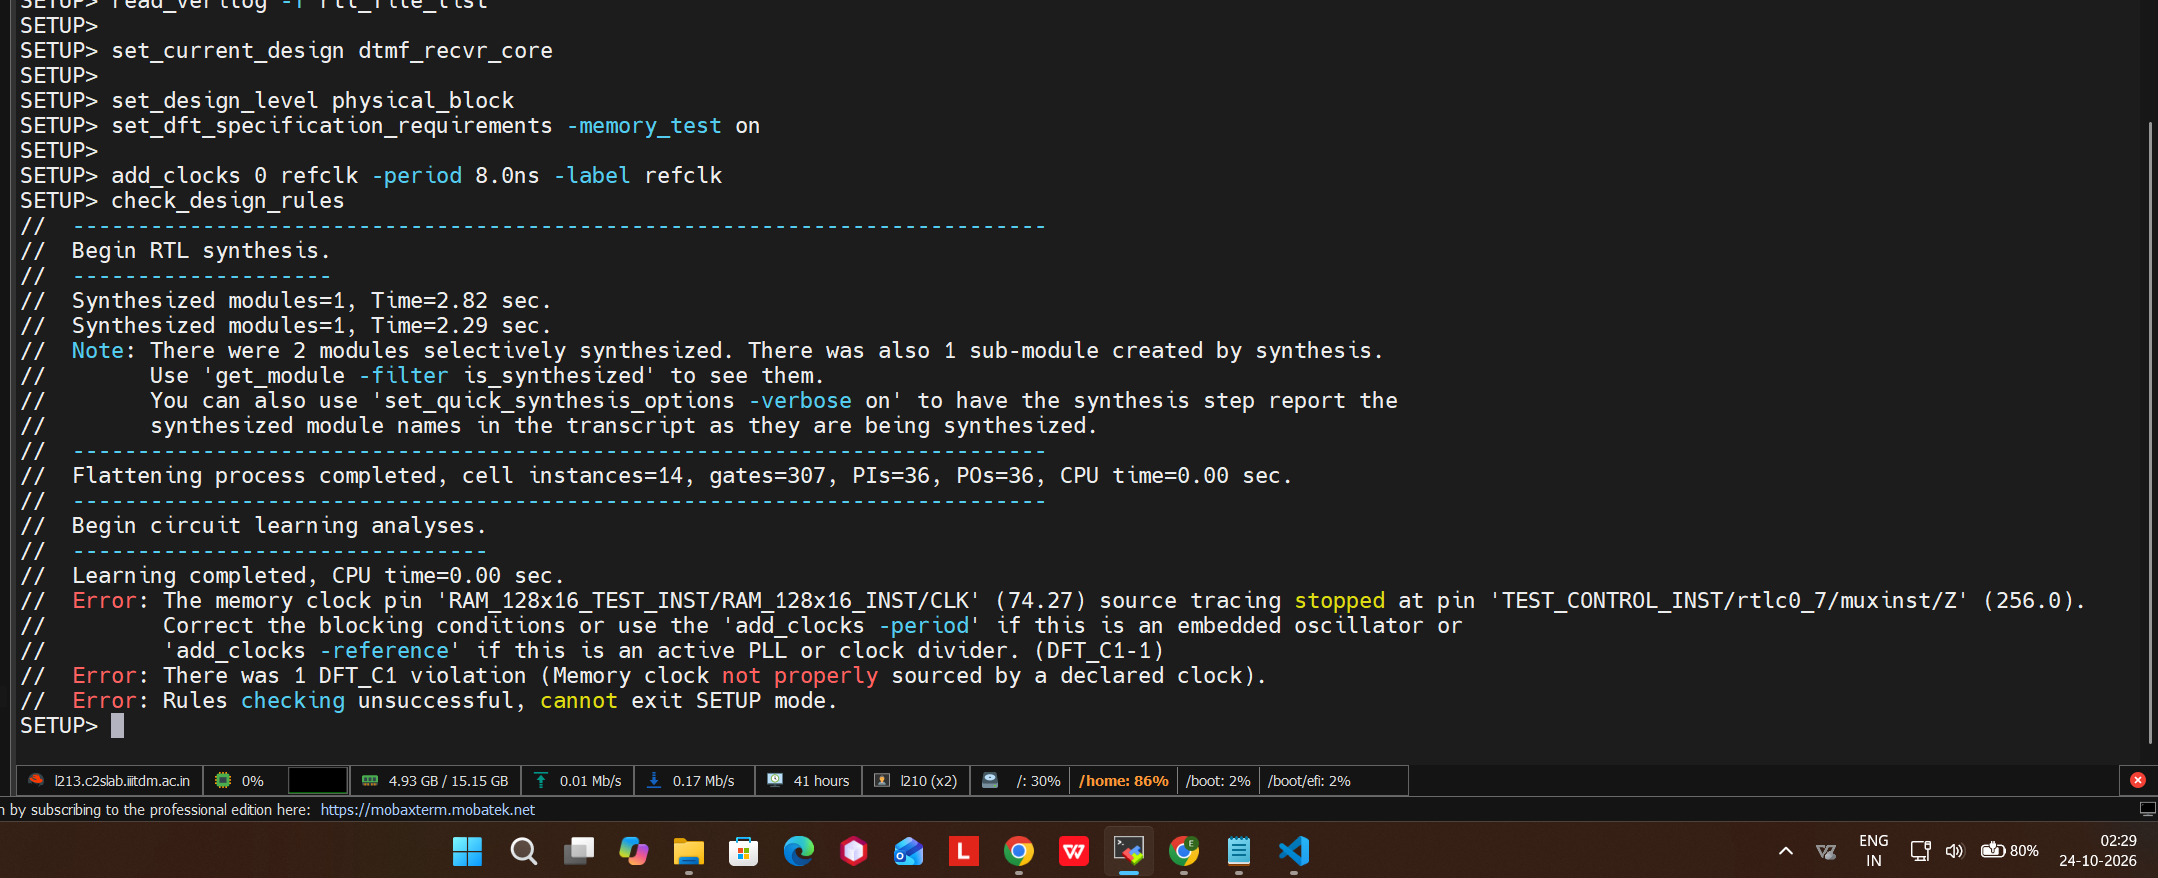 SETUP> read_verilog -f rtl_file_list
SETUP>
SETUP> set_current_design dtmf_recvr_core
SETUP>
SETUP> set_design_level physical_block
SETUP> set_dft_specification_requirements -memory_test on
SETUP>
SETUP> add_clocks 0 refclk -period 8.0ns -label refclk
SETUP> check_design_rules
// ---------------------------------------------------------------------------
// Begin RTL synthesis.
// --------------------
// Synthesized modules=1, Time=2.82 sec.
// Synthesized modules=1, Time=2.29 sec.
// Note: There were 2 modules selectively synthesized. There was also 1 sub-module created by synthesis.
// Use 'get_module -filter is_synthesized' to see them.
// You can also use 'set_quick_synthesis_options -verbose on' to have the synthesis step report the
// synthesized module names in the transcript as they are being synthesized.
// ---------------------------------------------------------------------------
// Flattening process completed, cell instances=14, gates=307, PIs=36, POs=36, CPU time=0.00 sec.
// ---------------------------------------------------------------------------
// Begin circuit learning analyses.
// --------------------------------
// Learning completed, CPU time=0.00 sec.
// Error: The memory clock pin 'RAM_128x16_TEST_INST/RAM_128x16_INST/CLK' (74.27) source tracing stopped at pin 'TEST_CONTROL_INST/rtlc0_7/muxinst/Z' (256.0).
// Correct the blocking conditions or use the 'add_clocks -period' if this is an embedded oscillator or
// 'add_clocks -reference' if this is an active PLL or clock divider. (DFT_C1-1)
// Error: There was 1 DFT_C1 violation (Memory clock not properly sourced by a declared clock).
// Error: Rules checking unsuccessful, cannot exit SETUP mode.
SETUP>
l213.c2slab.iiitdm.ac.in 0% 4.93 GB / 15.15 GB 0.01 Mb/s 0.17 Mb/s 41 hours l210 (x2) /: 30% /home: 86% /boot: 2% /boot/efi: 2%
n by subscribing to the professional edition here: https://mobaxterm.mobatek.net
ENG
IN
80%
02:29
24-10-2026